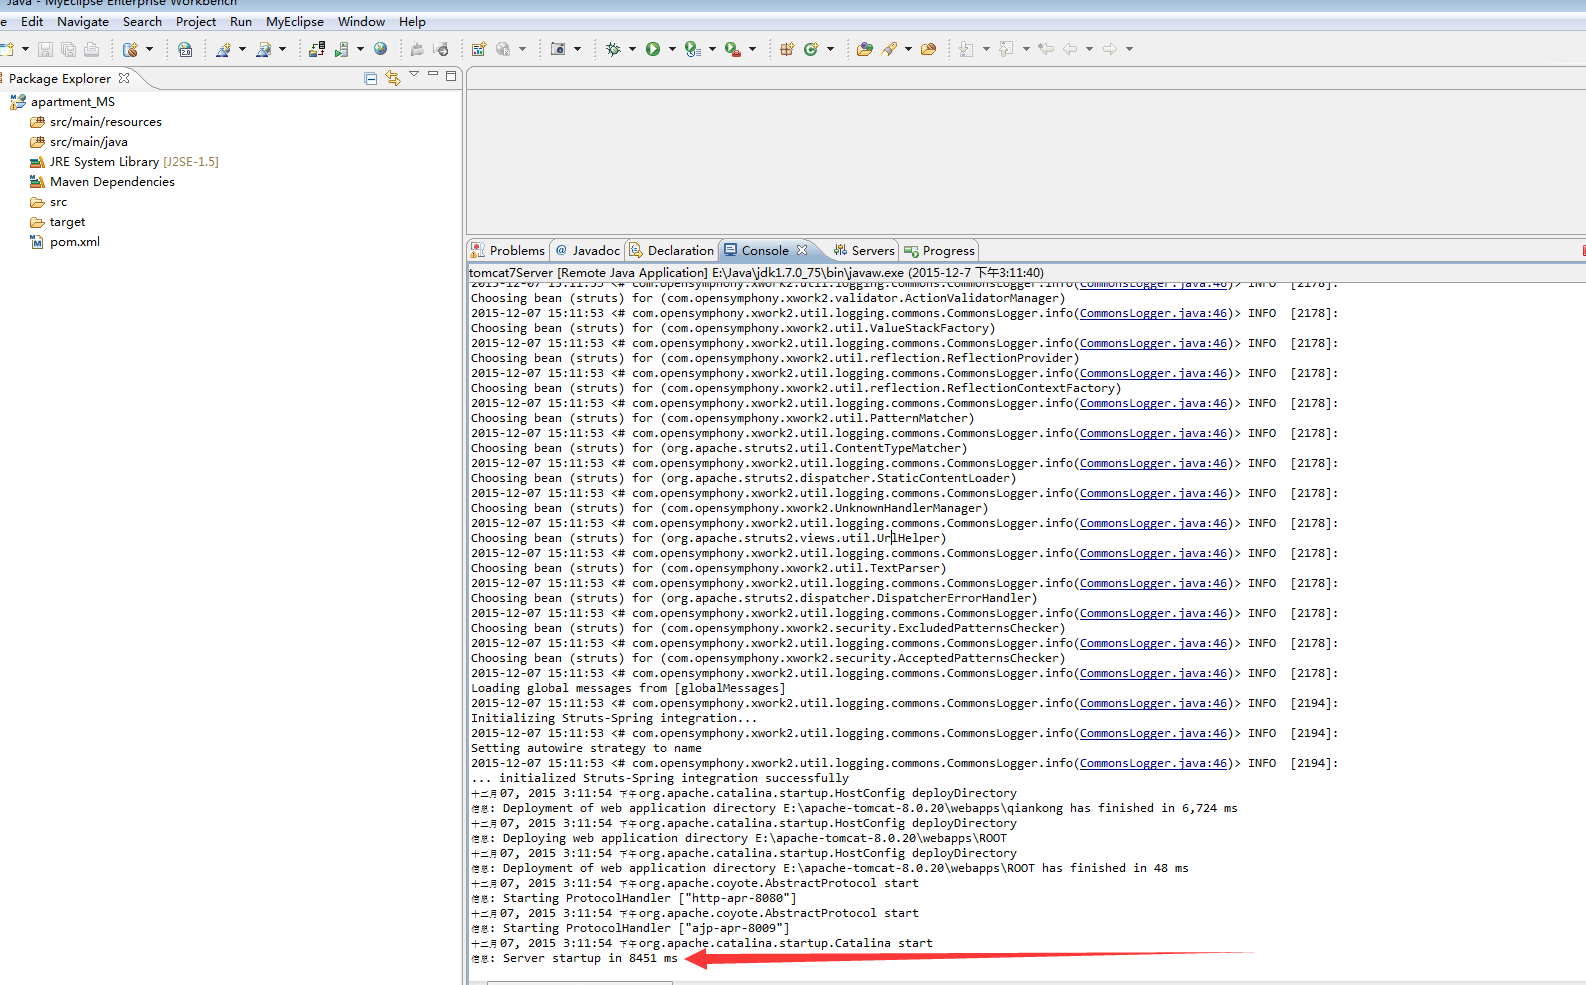 Java - MyEclipse Enterprise Workbench
e Edit Navigate Search Project Run MyEclipse Window Help
Package Explorer
apartment_MS
src/main/resources
src/main/java
JRE System Library [J2SE-1.5]
Maven Dependencies
src
target
pom.xml
Problems @ Javadoc Declaration Console Servers Progress
tomcat7Server [Remote Java Application] E:\Java\jdk1.7.0_75\bin\javaw.exe (2015-12-7 下午3:11:40)
2015-12-07 15:11:53 <# com.opensymphony.xwork2.util.logging.commons.CommonsLogger.info(CommonsLogger.java:46)> INFO [2178]:
Choosing bean (struts) for (com.opensymphony.xwork2.validator.ActionValidatorManager)
2015-12-07 15:11:53 <# com.opensymphony.xwork2.util.logging.commons.CommonsLogger.info(CommonsLogger.java:46)> INFO [2178]:
Choosing bean (struts) for (com.opensymphony.xwork2.util.ValueStackFactory)
2015-12-07 15:11:53 <# com.opensymphony.xwork2.util.logging.commons.CommonsLogger.info(CommonsLogger.java:46)> INFO [2178]:
Choosing bean (struts) for (com.opensymphony.xwork2.util.reflection.ReflectionProvider)
2015-12-07 15:11:53 <# com.opensymphony.xwork2.util.logging.commons.CommonsLogger.info(CommonsLogger.java:46)> INFO [2178]:
Choosing bean (struts) for (com.opensymphony.xwork2.util.reflection.ReflectionContextFactory)
2015-12-07 15:11:53 <# com.opensymphony.xwork2.util.logging.commons.CommonsLogger.info(CommonsLogger.java:46)> INFO [2178]:
Choosing bean (struts) for (com.opensymphony.xwork2.util.PatternMatcher)
2015-12-07 15:11:53 <# com.opensymphony.xwork2.util.logging.commons.CommonsLogger.info(CommonsLogger.java:46)> INFO [2178]:
Choosing bean (struts) for (org.apache.struts2.util.ContentTypeMatcher)
2015-12-07 15:11:53 <# com.opensymphony.xwork2.util.logging.commons.CommonsLogger.info(CommonsLogger.java:46)> INFO [2178]:
Choosing bean (struts) for (org.apache.struts2.dispatcher.StaticContentLoader)
2015-12-07 15:11:53 <# com.opensymphony.xwork2.util.logging.commons.CommonsLogger.info(CommonsLogger.java:46)> INFO [2178]:
Choosing bean (struts) for (com.opensymphony.xwork2.UnknownHandlerManager)
2015-12-07 15:11:53 <# com.opensymphony.xwork2.util.logging.commons.CommonsLogger.info(CommonsLogger.java:46)> INFO [2178]:
Choosing bean (struts) for (org.apache.struts2.views.util.UrlHelper)
2015-12-07 15:11:53 <# com.opensymphony.xwork2.util.logging.commons.CommonsLogger.info(CommonsLogger.java:46)> INFO [2178]:
Choosing bean (struts) for (com.opensymphony.xwork2.util.TextParser)
2015-12-07 15:11:53 <# com.opensymphony.xwork2.util.logging.commons.CommonsLogger.info(CommonsLogger.java:46)> INFO [2178]:
Choosing bean (struts) for (org.apache.struts2.dispatcher.DispatcherErrorHandler)
2015-12-07 15:11:53 <# com.opensymphony.xwork2.util.logging.commons.CommonsLogger.info(CommonsLogger.java:46)> INFO [2178]:
Choosing bean (struts) for (com.opensymphony.xwork2.security.ExcludedPatternsChecker)
2015-12-07 15:11:53 <# com.opensymphony.xwork2.util.logging.commons.CommonsLogger.info(CommonsLogger.java:46)> INFO [2178]:
Choosing bean (struts) for (com.opensymphony.xwork2.security.AcceptedPatternsChecker)
2015-12-07 15:11:53 <# com.opensymphony.xwork2.util.logging.commons.CommonsLogger.info(CommonsLogger.java:46)> INFO [2178]:
Loading global messages from [globalMessages]
2015-12-07 15:11:53 <# com.opensymphony.xwork2.util.logging.commons.CommonsLogger.info(CommonsLogger.java:46)> INFO [2194]:
Initializing Struts-Spring integration...
2015-12-07 15:11:53 <# com.opensymphony.xwork2.util.logging.commons.CommonsLogger.info(CommonsLogger.java:46)> INFO [2194]:
Setting autowire strategy to name
2015-12-07 15:11:53 <# com.opensymphony.xwork2.util.logging.commons.CommonsLogger.info(CommonsLogger.java:46)> INFO [2194]:
... initialized Struts-Spring integration successfully
十二月 07, 2015 3:11:54 下午 org.apache.catalina.startup.HostConfig deployDirectory
信息: Deployment of web application directory E:\apache-tomcat-8.0.20\webapps\qiankong has finished in 6,724 ms
十二月 07, 2015 3:11:54 下午 org.apache.catalina.startup.HostConfig deployDirectory
信息: Deploying web application directory E:\apache-tomcat-8.0.20\webapps\ROOT
十二月 07, 2015 3:11:54 下午 org.apache.catalina.startup.HostConfig deployDirectory
信息: Deployment of web application directory E:\apache-tomcat-8.0.20\webapps\ROOT has finished in 48 ms
十二月 07, 2015 3:11:54 下午 org.apache.coyote.AbstractProtocol start
信息: Starting ProtocolHandler ["http-apr-8080"]
十二月 07, 2015 3:11:54 下午 org.apache.coyote.AbstractProtocol start
信息: Starting ProtocolHandler ["ajp-apr-8009"]
十二月 07, 2015 3:11:54 下午 org.apache.catalina.startup.Catalina start
信息: Server startup in 8451 ms